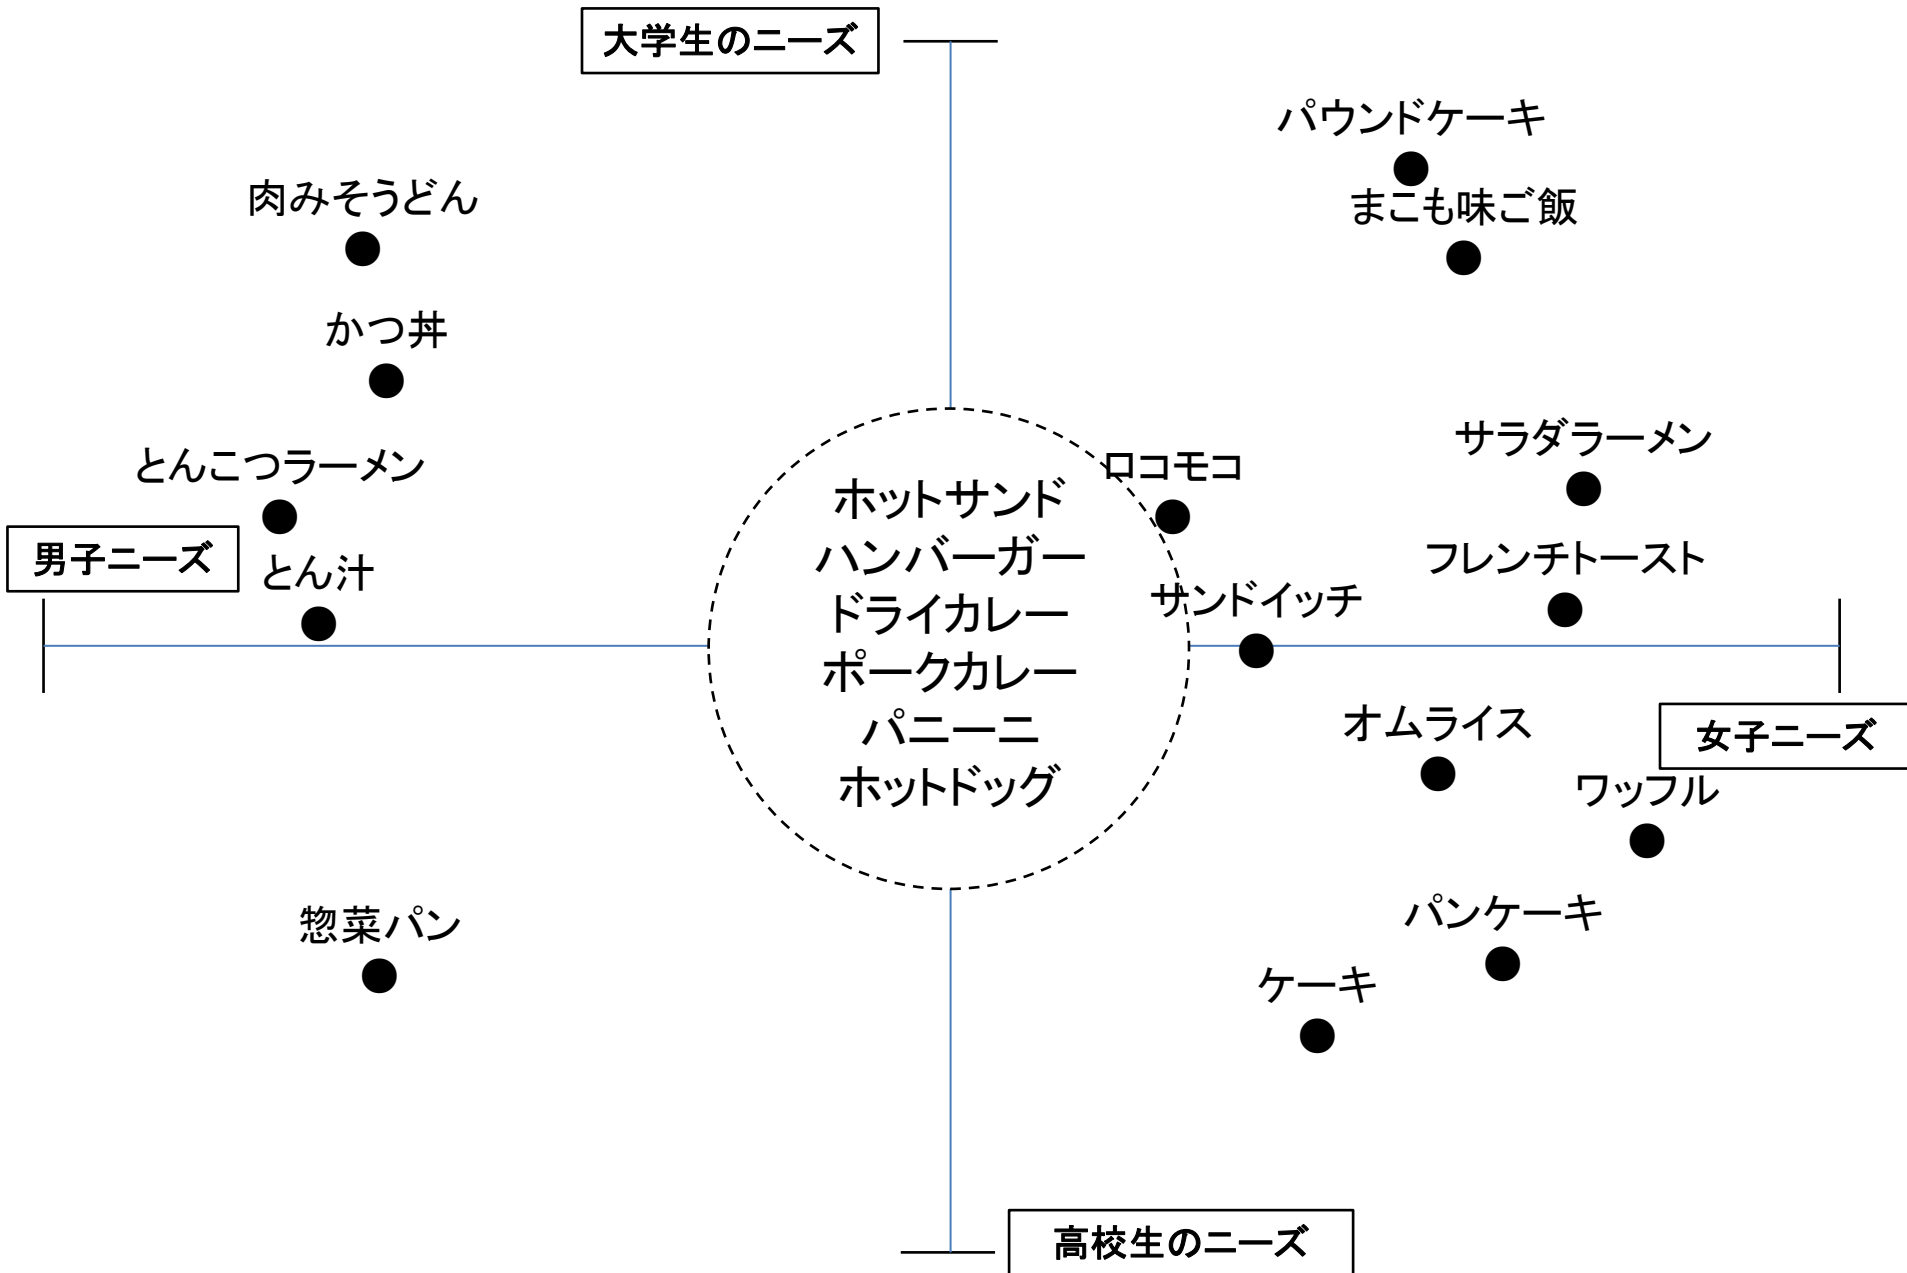 大学生のニーズ
パウンドケーキ
肉みそうどん
まこも味ご飯
かつ丼
サラダラーメン
とんこつラーメン
ロコモコ
ホットサンド
男子ニーズ
とん汁
ハンバーガー
フレンチトースト
ドライカレー
サンドイッチ
ポークカレー
オムライス
女子ニーズ
パニーニ
ワッフル
ホットドッグ
惣菜パン
パンケーキ
ケーキ
高校生のニーズ